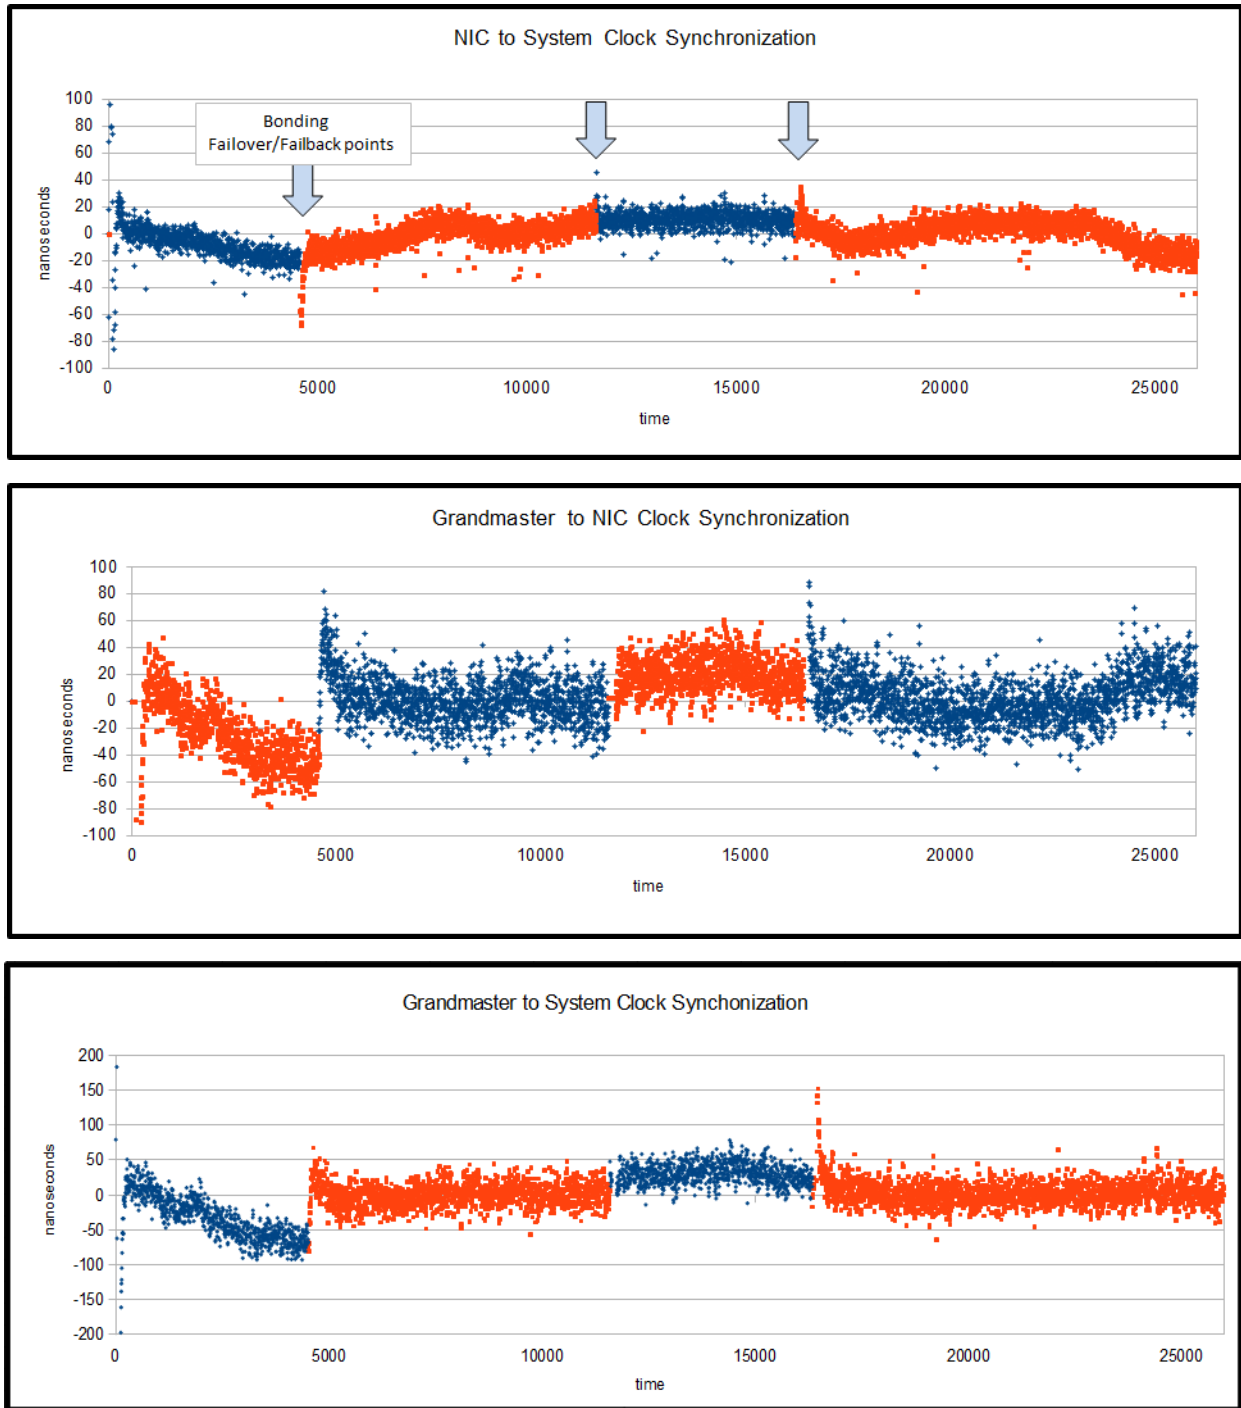 NIC to System Clock Synchronization
Bonding
Failover/Failback points
nanoseconds
100
80
60
40
20
0
-20
-40
-60
-80
-100
0 5000 10000 15000 20000 25000
time
Grandmaster to NIC Clock Synchronization
nanoseconds
100
80
60
40
20
0
-20
-40
-60
-80
-100
0 5000 10000 15000 20000 25000
time
Grandmaster to System Clock Synchonization
nanoseconds
200
150
100
50
0
-50
-100
-150
-200
0 5000 10000 15000 20000 25000
time